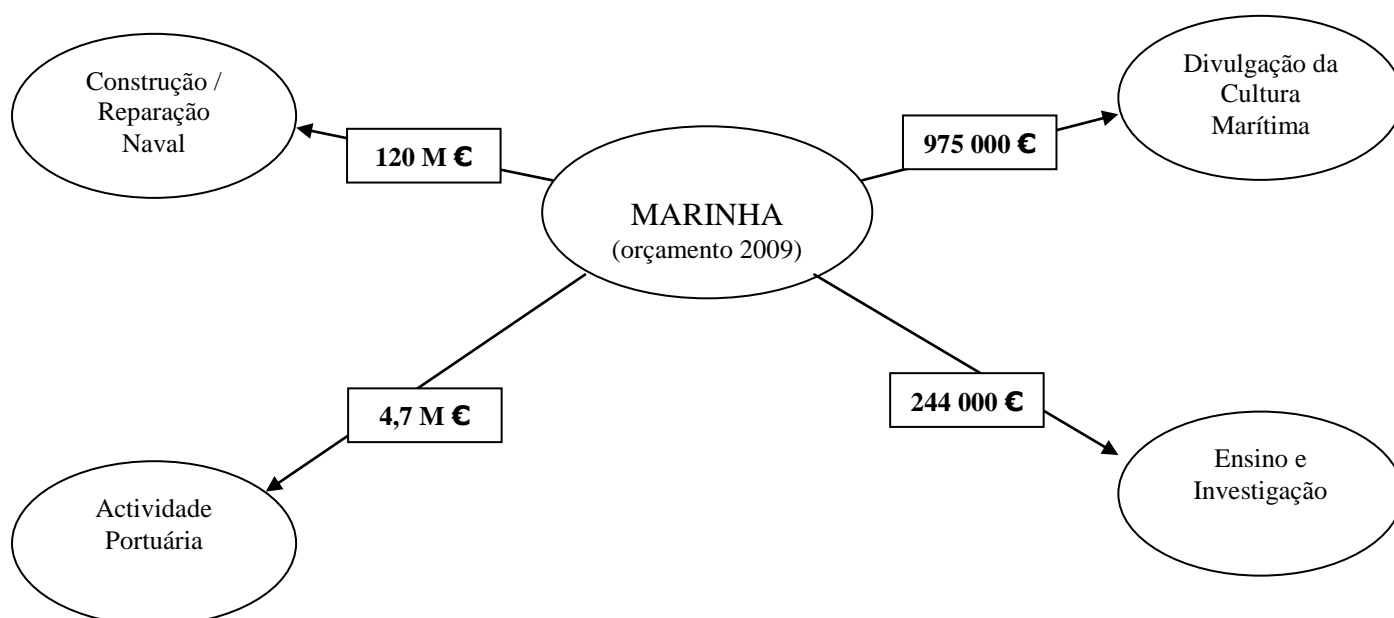 Construção /
Reparação
Naval
120 M €
MARINHA
(orçamento 2009)
975 000 €
Divulgação da
Cultura
Marítima
4,7 M €
Actividade
Portuária
244 000 €
Ensino e
Investigação